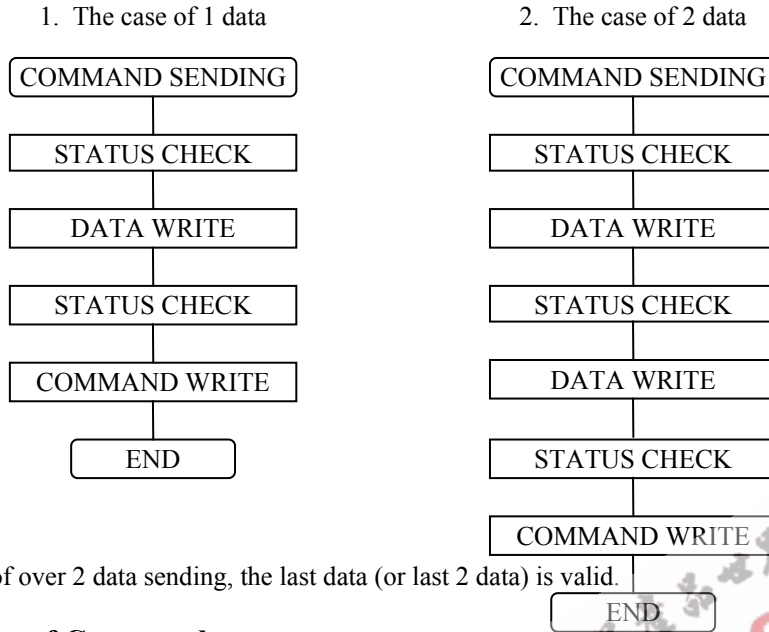 1. The case of 1 data
COMMAND SENDING
STATUS CHECK
DATA WRITE
STATUS CHECK
COMMAND WRITE
END
2. The case of 2 data
COMMAND SENDING
STATUS CHECK
DATA WRITE
STATUS CHECK
DATA WRITE
STATUS CHECK
COMMAND WRITE
END
of over 2 data sending, the last data (or last 2 data) is valid.